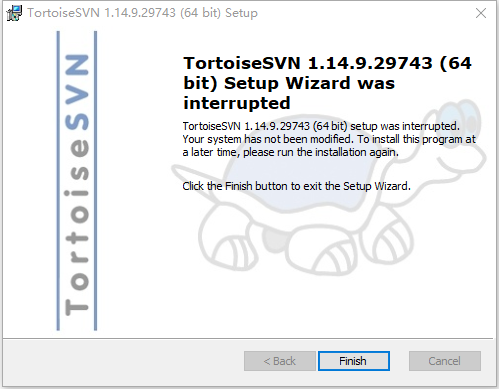 TortoiseSVN 1.14.9.29743 (64 bit) Setup
TortoiseSVN
TortoiseSVN 1.14.9.29743 (64
bit) Setup Wizard was
interrupted
TortoiseSVN 1.14.9.29743 (64 bit) setup was interrupted.
Your system has not been modified. To install this program at
a later time, please run the installation again.
Click the Finish button to exit the Setup Wizard.
< Back
Finish
Cancel